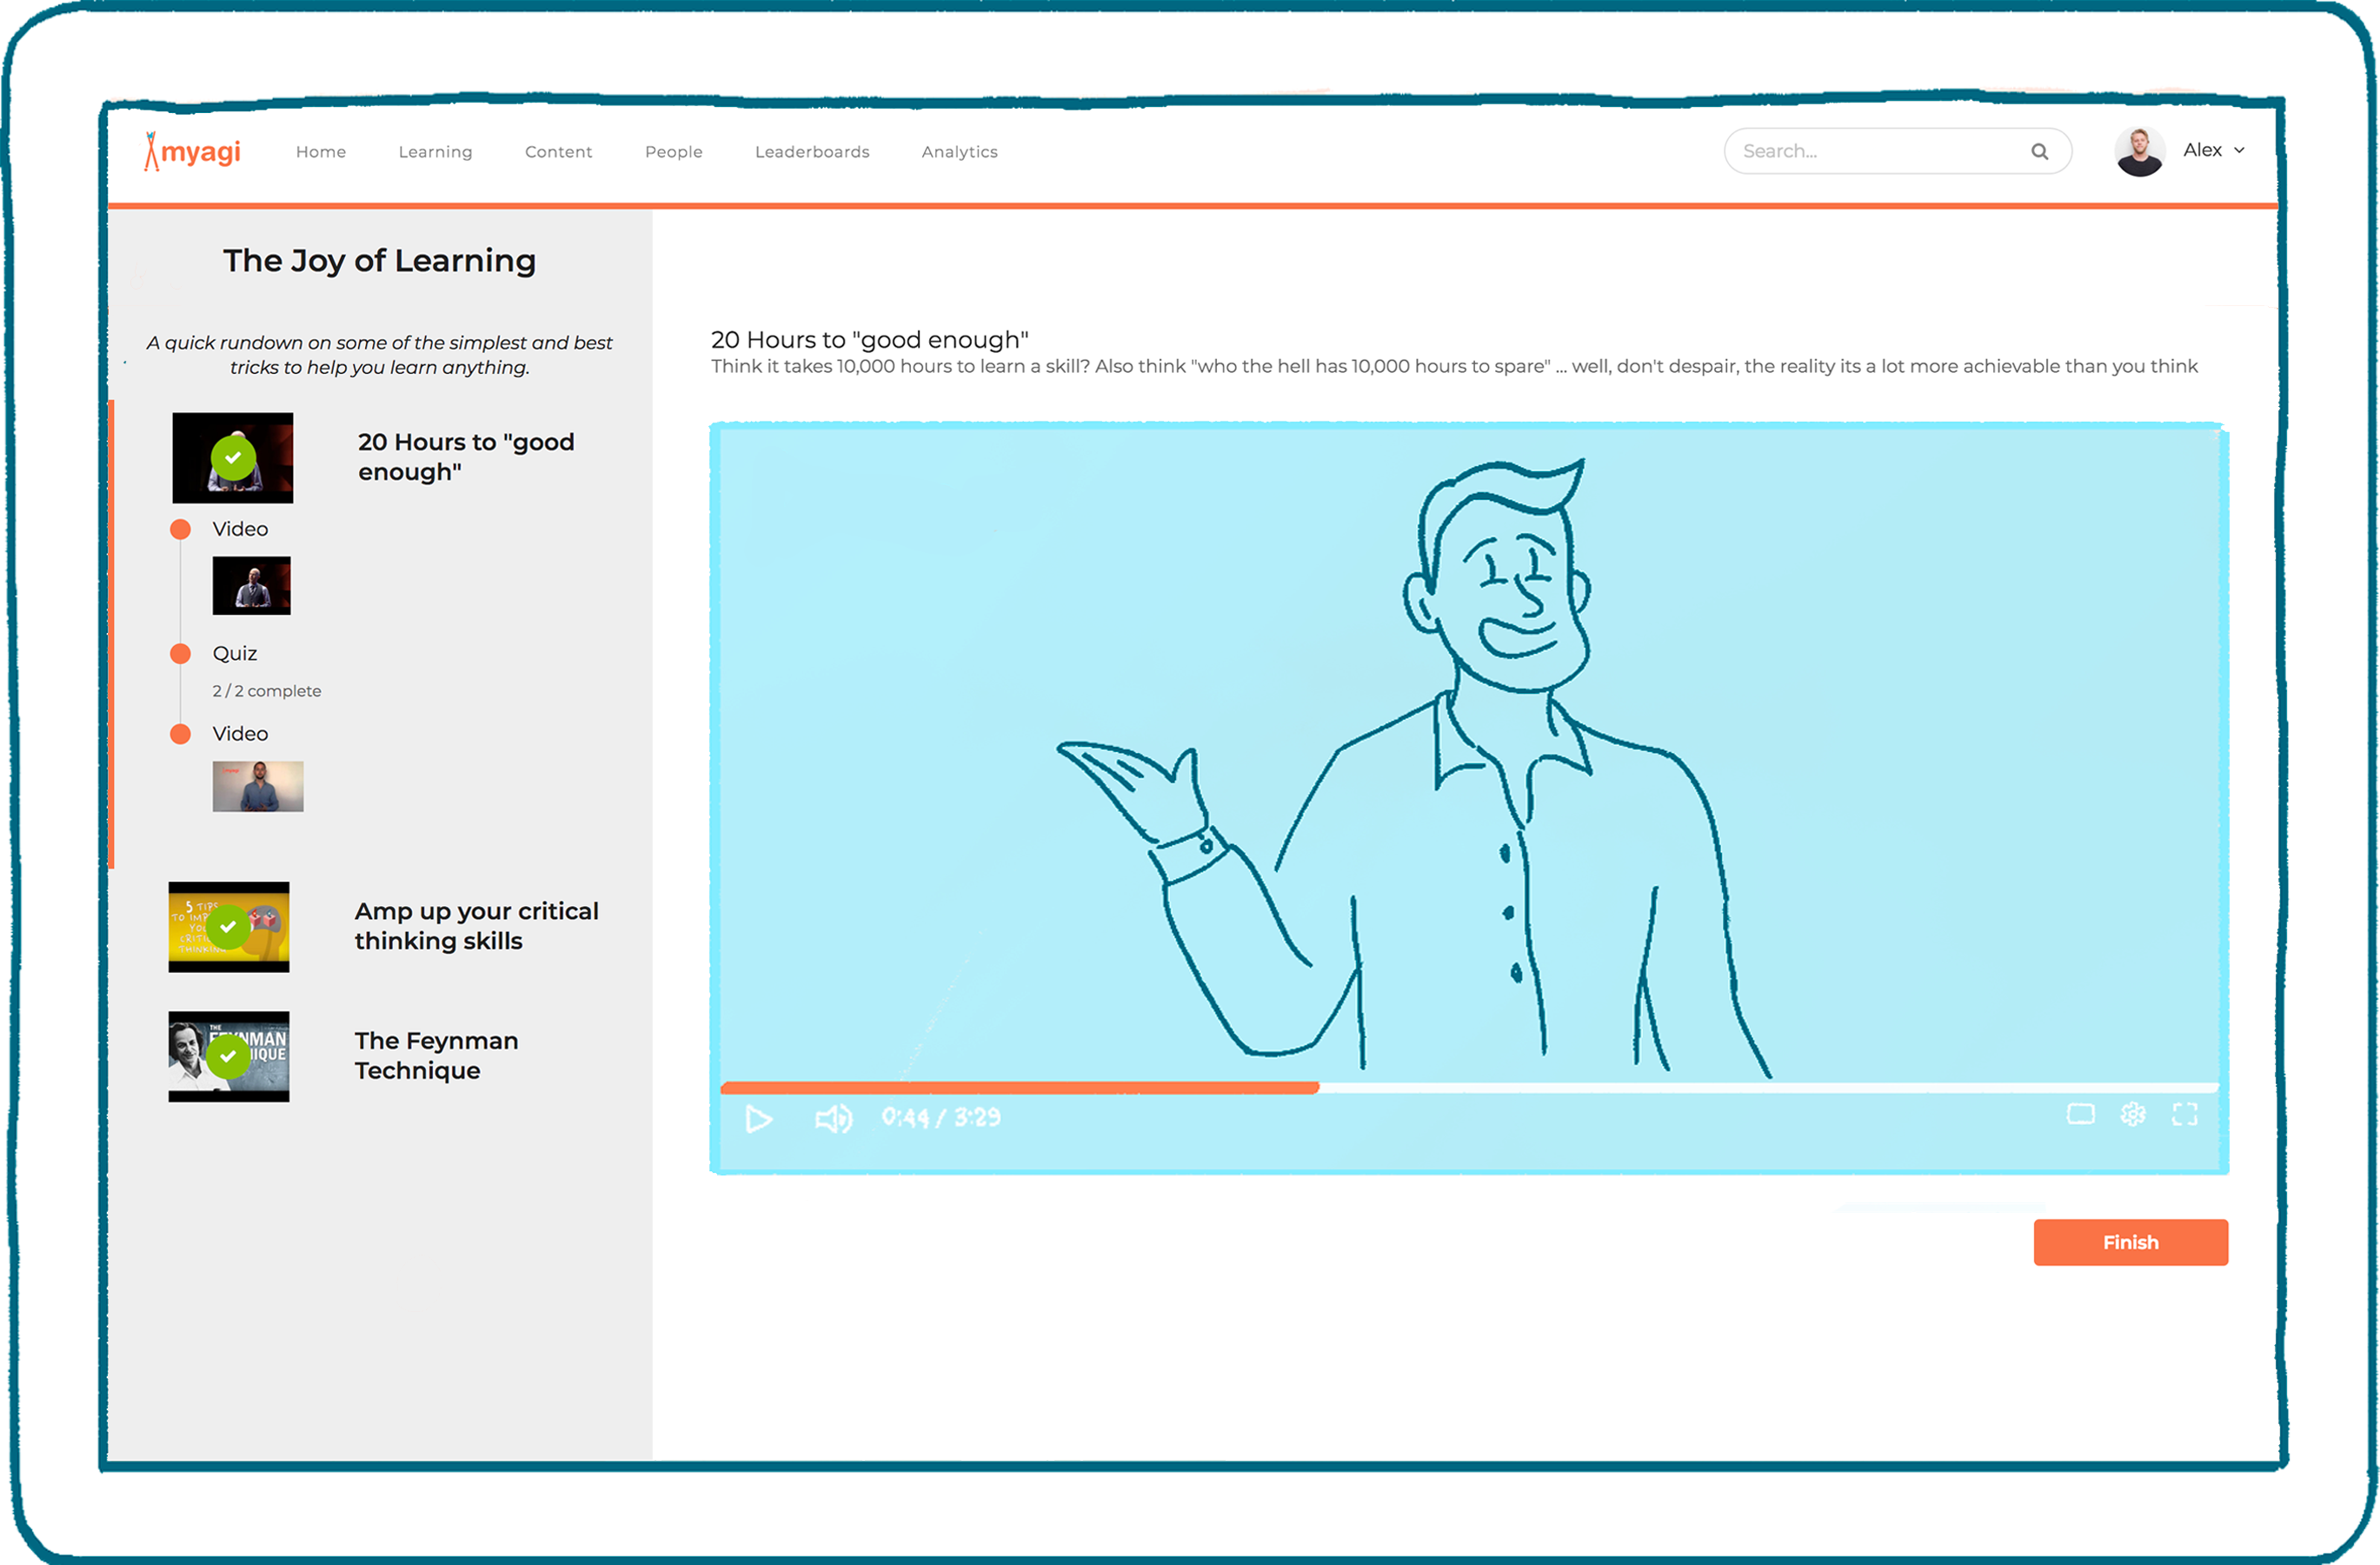 myagi
Home
Learning
Content
People
Leaderboards
Analytics
Search...
Alex
The Joy of Learning
A quick rundown on some of the simplest and best
tricks to help you learn anything.
20 Hours to "good
enough"
Video
Quiz
2 / 2 complete
Video
5 TIPS
TO
Amp up your critical
thinking skills
THE
The Feynman
Technique
20 Hours to "good enough"
Think it takes 10,000 hours to learn a skill? Also think "who the hell has 10,000 hours to spare" ... well, don't despair, the reality its a lot more achievable than you think
0:44 / 3:29
Finish